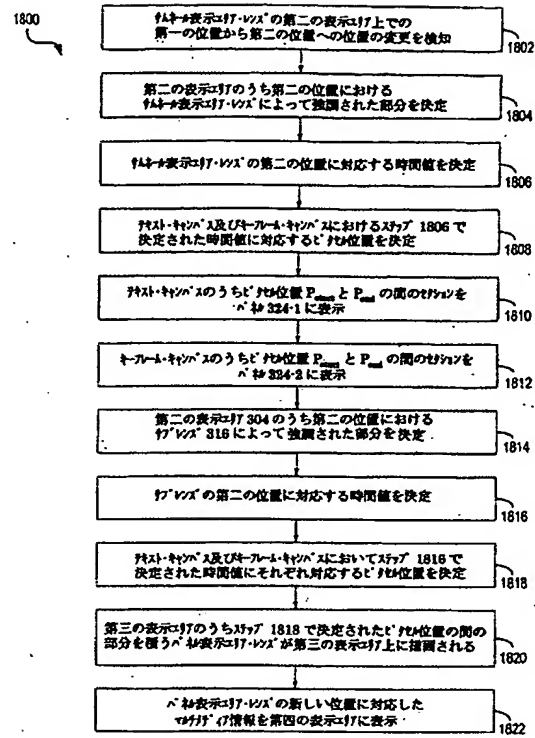 1800
サムネール表示エリア・レンズの第二の表示エリア上での
第一の位置から第二の位置への位置の変更を検知
1802
第二の表示エリアのうち第二の位置における
サムネール表示エリア・レンズによって強調された部分を決定
1804
サムネール表示エリア・レンズの第二の位置に対応する時間値を決定
1806
テキスト・キャンバス及びキーフレーム・キャンバスにおけるステップ 1806 で
決定された時間値に対応するピクセル位置を決定
1808
テキスト・キャンバスのうちピクセル位置 Pstart と Pend の間のセクションを
パネル 324-1 に表示
1810
キーフレーム・キャンバスのうちピクセル位置 Pstart と Pend の間のセクションを
パネル 324-2 に表示
1812
第二の表示エリア 304 のうち第二の位置における
サブレンズ 316 によって強調された部分を決定
1814
サブレンズの第二の位置に対応する時間値を決定
1816
テキスト・キャンバス及びキーフレーム・キャンバスにおいてステップ 1816 で
決定された時間値にそれぞれ対応するピクセル位置を決定
1818
第三の表示エリアのうちステップ 1818 で決定されたピクセル位置の間の
部分を覆うパネル表示エリア・レンズが第三の表示エリア上に描画される
1820
パネル表示エリア・レンズの新しい位置に対応した
マルチメディア情報を第四の表示エリアに表示
1822